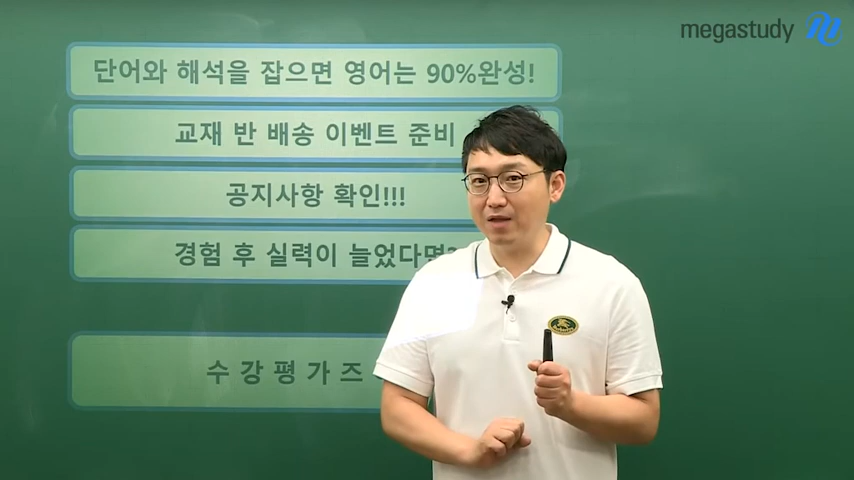 megastudy
단어와 해석을 잡으면 영어는 90%완성!
교재 반 배송 이벤트 준비
공지사항 확인!!!
경험 후 실력이 늘었다면?
수 강 평 가 즈